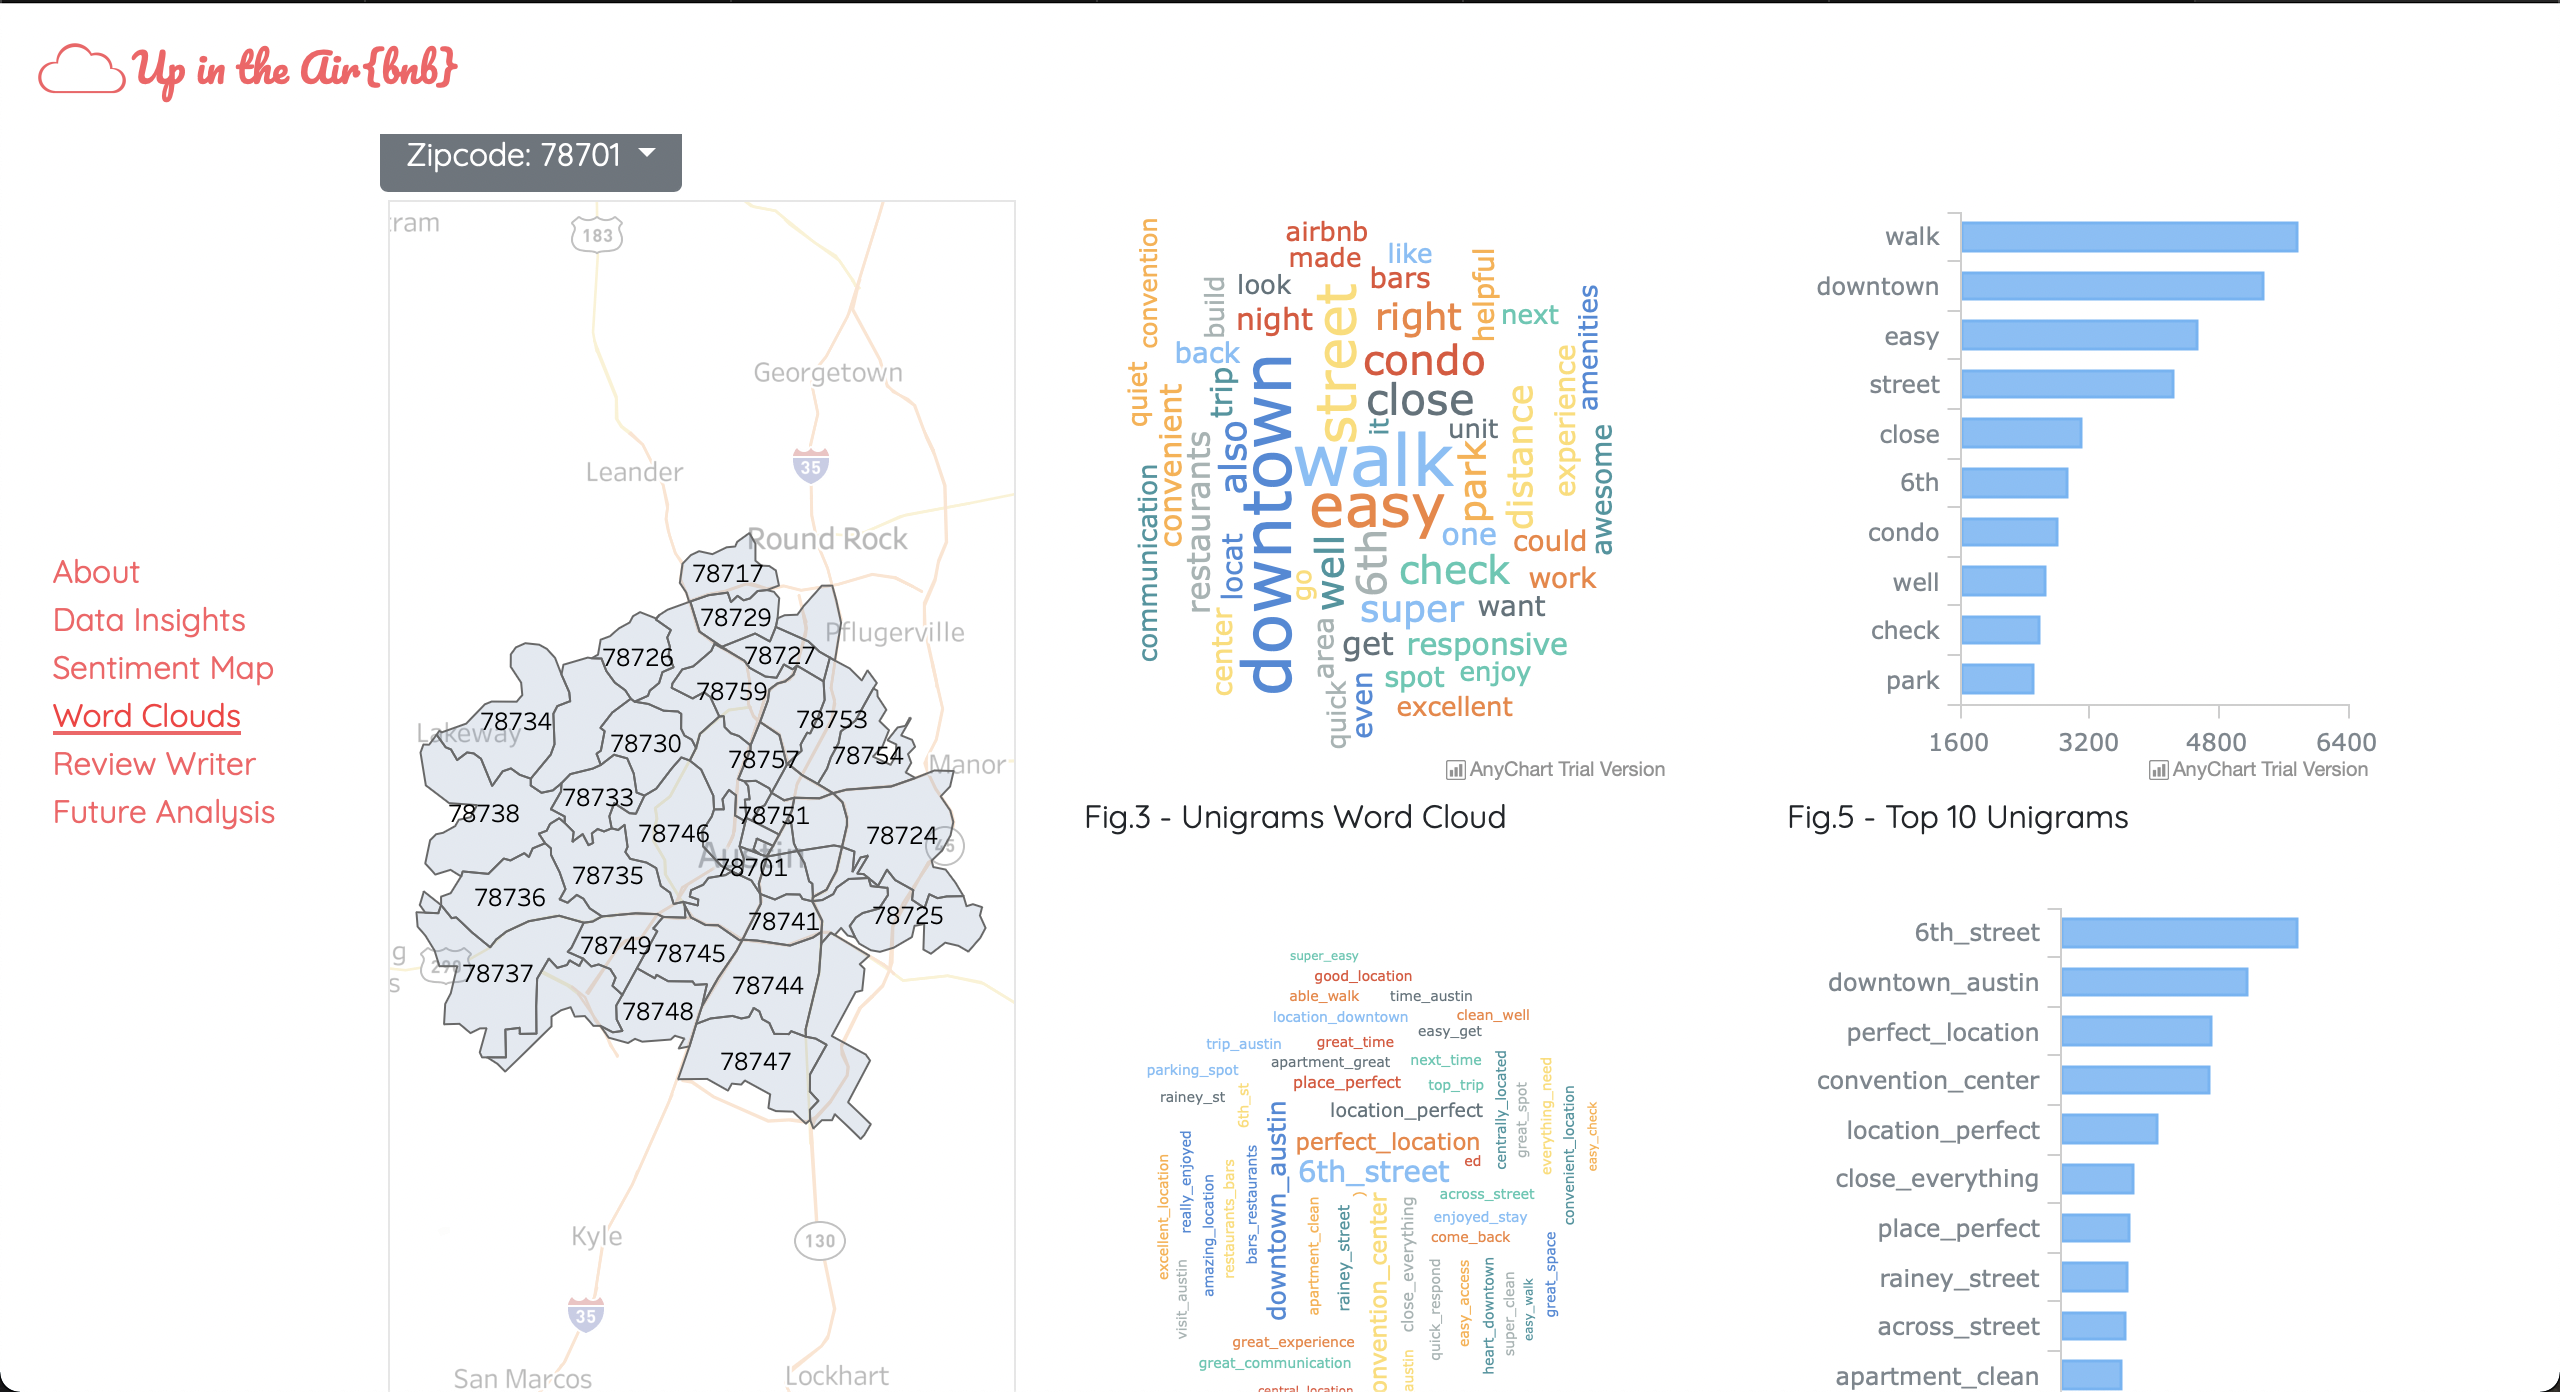 Up in the Air{bnb}
Zipcode: 78701
About
Data Insights
Sentiment Map
Word Clouds
Review Writer
Future Analysis
ram
183
Georgetown
Leander
35
Round Rock
78717
78729
Pflugerville
78726
78727
78759
78734
78753
Lakeway
78730
78754
78757
Manor
78733
78738
78751
78746
78724
45
Austin
78701
78735
78736
78725
78741
78749
78745
g
290
78737
s
78744
78748
78747
Kyle
130
35
San Marcos
Lockhart
convention
airbnb
made
like
helpful
bars
look
build
street
amenities
night
right
next
back
condo
quiet
trip
experience
convenient
downtown
close
distance
it
unit
also
awesome
restaurants
walk
park
communication
easy
locat
one
could
well
6th
go
check
work
super
want
center
area
get
responsive
spot
enjoy
quick
even
excellent
AnyChart Trial Version
Fig.3 - Unigrams Word Cloud
walk
downtown
easy
street
close
6th
condo
well
check
park
1600 3200 4800 6400
AnyChart Trial Version
Fig.5 - Top 10 Unigrams
super_easy
good_location
able_walk
time_austin
location_downtown
clean_well
easy_get
trip_austin
great_time
apartment_great
next_time
parking_spot
place_perfect
top_trip
rainey_st
6th_st
location_perfect
centrally_located
great_spot
everything_need
convenient_location
easy_check
downtown_austin
perfect_location
6th_street
ed
)
excellent_location
really_enjoyed
amazing_location
restaurants_bars
bars_restaurants
across_street
apartment_clean
rainey_street
onvention_center
close_everything
enjoyed_stay
come_back
visit_austin
quick_respond
easy_access
heart_downtown
super_clean
easy_walk
great_space
great_experience
great_communication
austin
central_location
6th_street
downtown_austin
perfect_location
convention_center
location_perfect
close_everything
place_perfect
rainey_street
across_street
apartment_clean